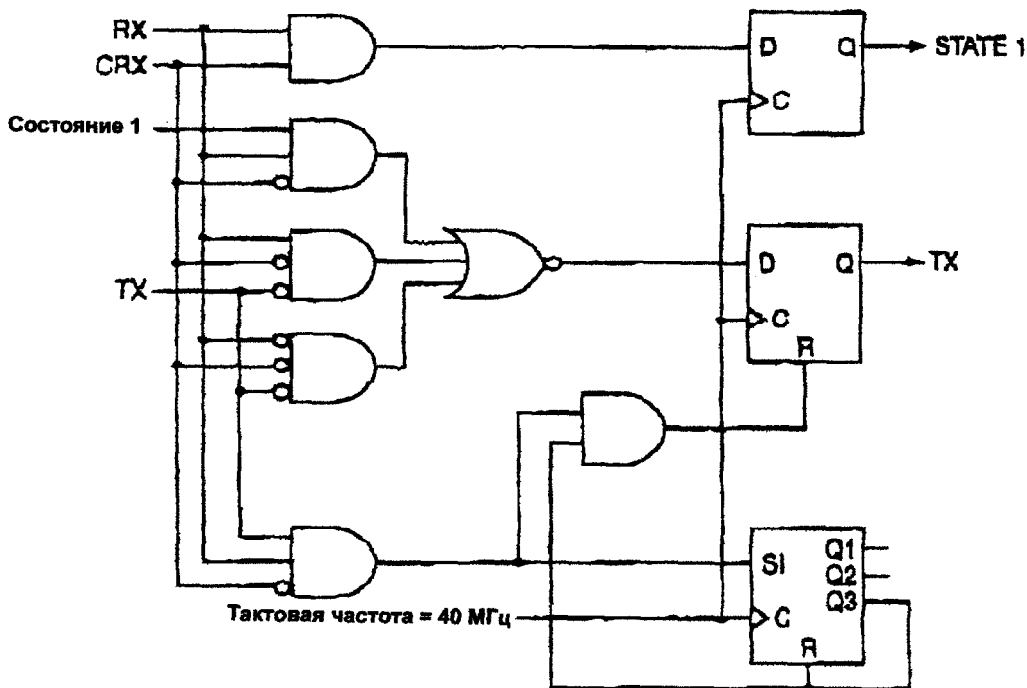 RX
CRX
Состояние 1
TX
D
Q
STATE 1
C
D
Q
TX
C
R
SI
Q1
Q2
Q3
Тактовая частота = 40 МГц
C
R